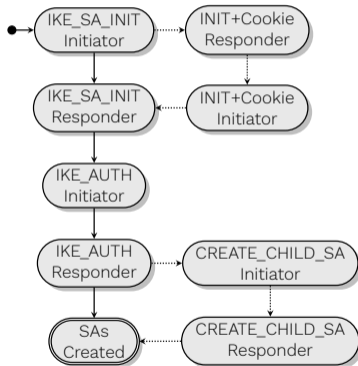 IKE_SA_INIT
Initiator
INIT+Cookie
Responder
IKE_SA_INIT
Responder
INIT+Cookie
Initiator
IKE_AUTH
Initiator
IKE_AUTH
Responder
CREATE_CHILD_SA
Initiator
SAs
Created
CREATE_CHILD_SA
Responder